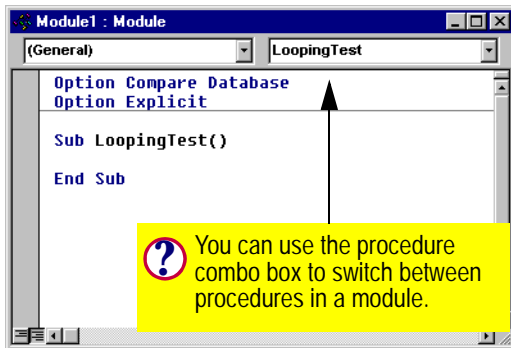 Module1 : Module
(General) LoopingTest
Option Compare Database
Option Explicit
Sub LoopingTest()
End Sub
? You can use the procedure
combo box to switch between
procedures in a module.